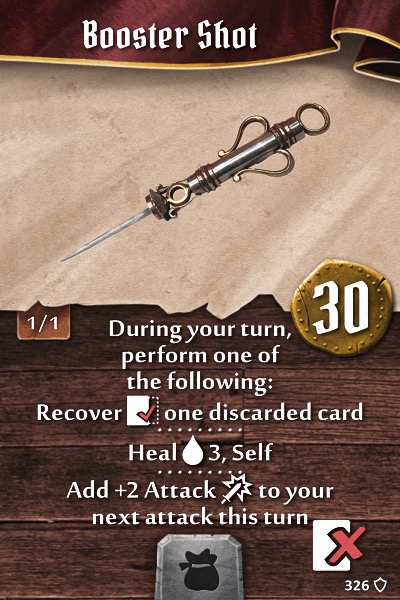 Booster Shot
30
1/1
During your turn,
perform one of
the following:
Recover one discarded card
Heal 3, Self
Add +2 Attack to your
next attack this turn
326